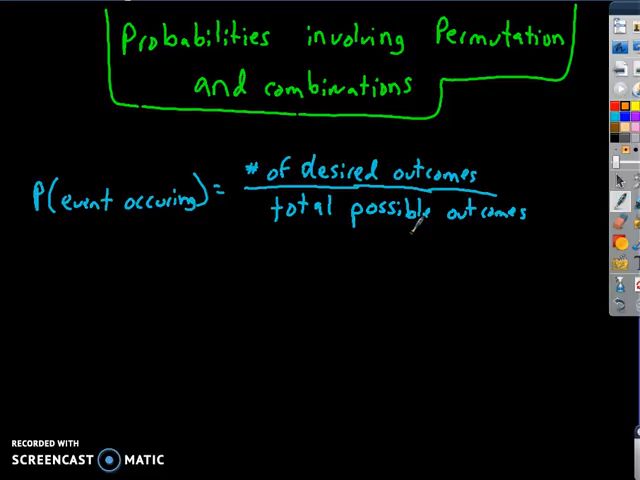 Probabilities involving Permutation
and combinations
P(event occuring) = # of desired outcomes
total possible outcomes
RECORDED WITH
SCREENCAST MATIC